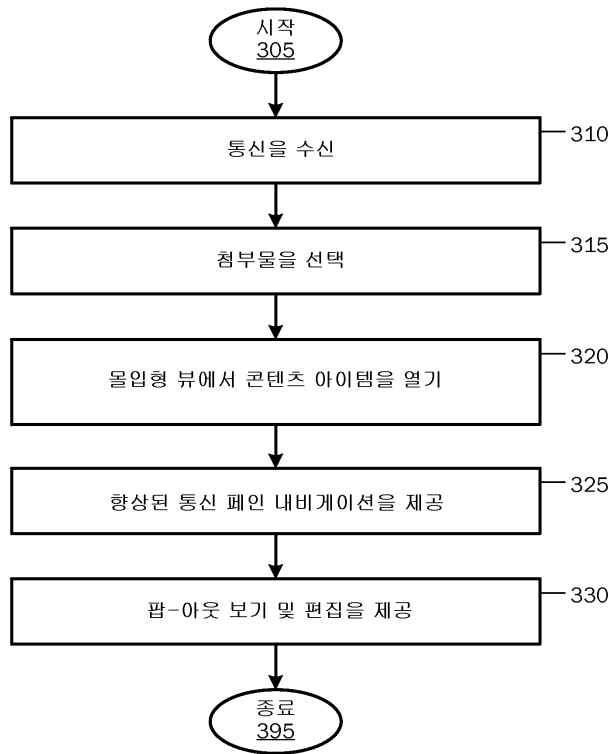 시작
305
통신을 수신
310
첨부물을 선택
315
몰입형 뷰에서 콘텐츠 아이템을 열기
320
향상된 통신 페인 내비게이션을 제공
325
팝-아웃 보기 및 편집을 제공
330
종료
395